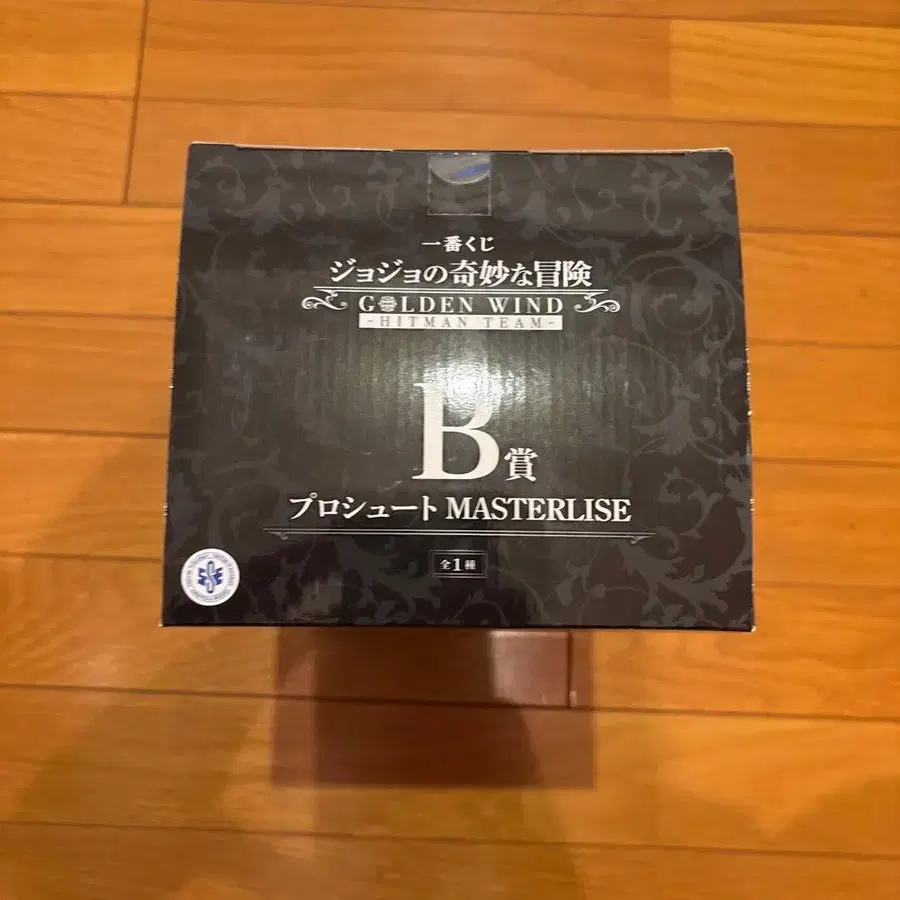 一番くじ
ジョジョの奇妙な冒険
GOLDEN WIND
-HITMAN TEAM-
B賞
プロシュート MASTERLISE
全1種